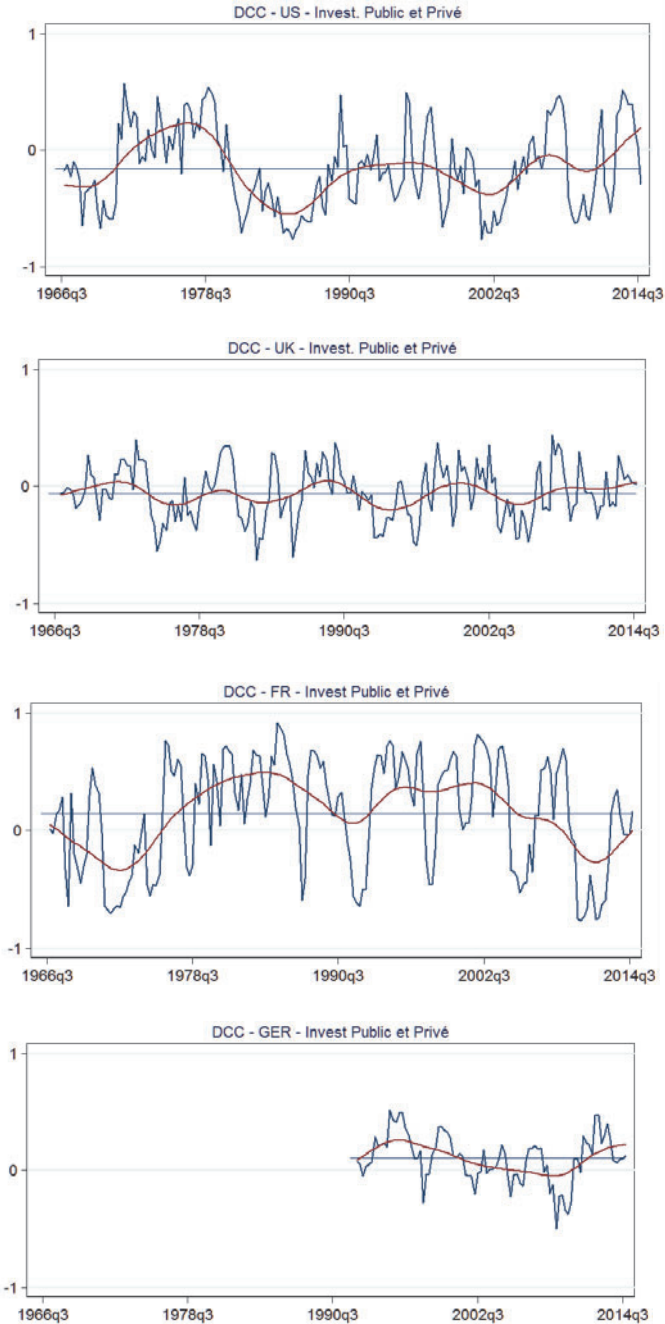 DCC - US - Invest. Public et Privé
1
0
-1
1966q3 1978q3 1990q3 2002q3 2014q3
DCC - UK - Invest. Public et Privé
1
0
-1
1966q3 1978q3 1990q3 2002q3 2014q3
DCC - FR - Invest Public et Privé
1
0
-1
1966q3 1978q3 1990q3 2002q3 2014q3
DCC - GER - Invest Public et Privé
1
0
-1
1966q3 1978q3 1990q3 2002q3 2014q3